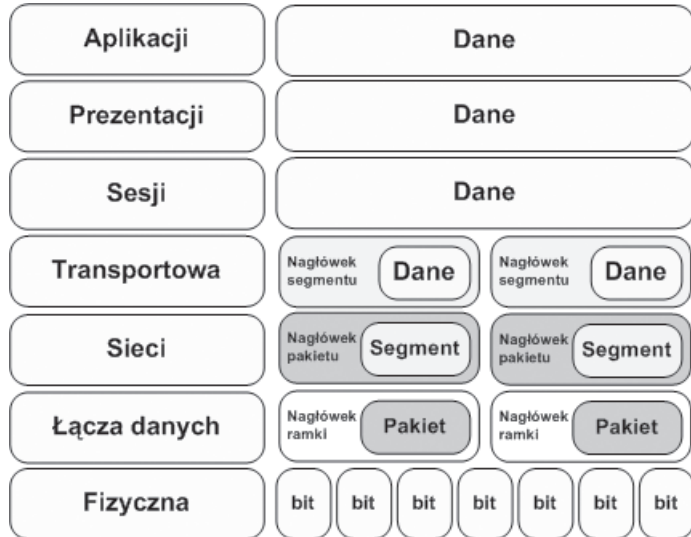 Aplikacji Dane
Prezentacji Dane
Sesji Dane
Transportowa Nagłówek segmentu Dane Nagłówek segmentu Dane
Sieci Nagłówek pakietu Segment Nagłówek pakietu Segment
Łącza danych Nagłówek ramki Pakiet Nagłówek ramki Pakiet
Fizyczna bit bit bit bit bit bit bit